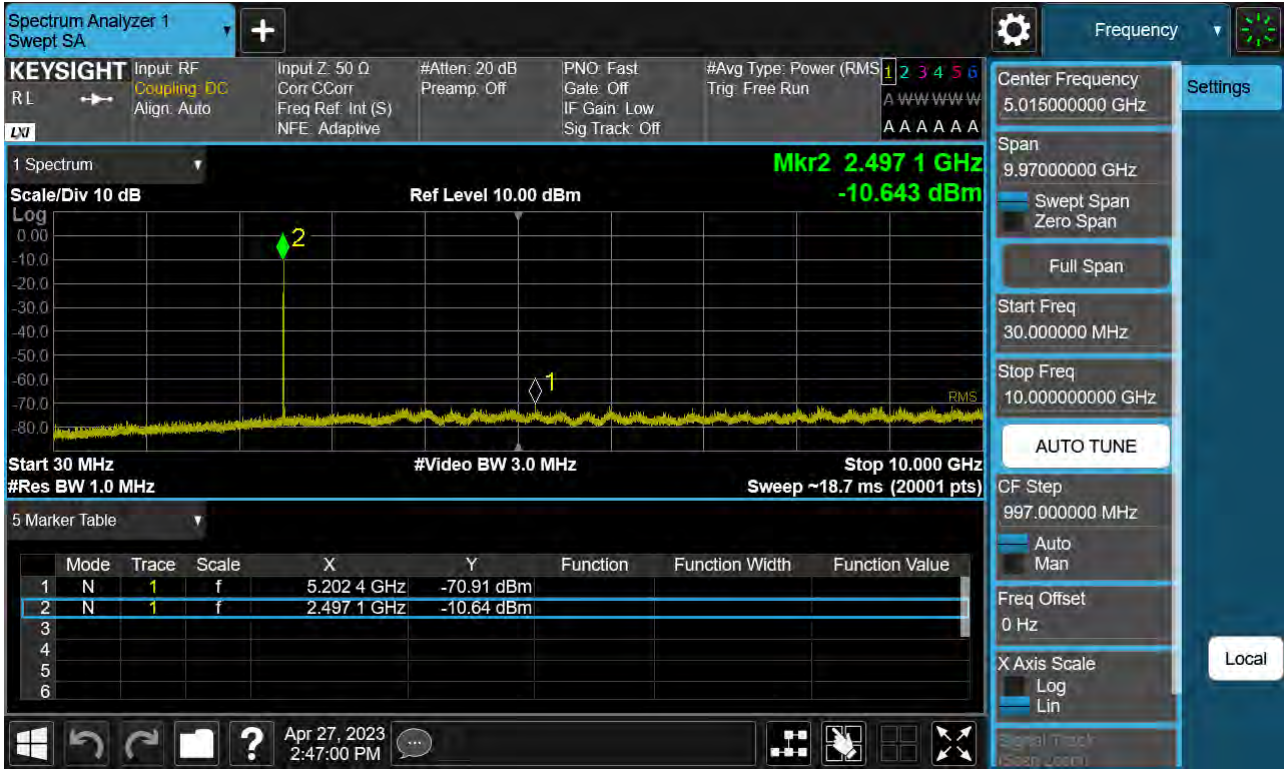 Spectrum Analyzer 1
Swept SA
Frequency
KEYSIGHT
R L
LXI
Input: RF
Coupling: DC
Align: Auto
Input Z: 50 Ω
Corr CCorr
Freq Ref: Int (S)
NFE: Adaptive
#Atten: 20 dB
Preamp: Off
PNO: Fast
Gate: Off
IF Gain: Low
Sig Track: Off
#Avg Type: Power (RMS
Trig: Free Run
1 2 3 4 5 6
A W W W W W
A A A A A A
1 Spectrum
Mkr2 2.497 1 GHz
-10.643 dBm
Scale/Div 10 dB
Ref Level 10.00 dBm
Log
0.00
-10.0
-20.0
-30.0
-40.0
-50.0
-60.0
-70.0
-80.0
2
1
RMS
Start 30 MHz
#Video BW 3.0 MHz
Stop 10.000 GHz
#Res BW 1.0 MHz
Sweep ~18.7 ms (20001 pts)
5 Marker Table
Mode Trace Scale X Y Function Function Width Function Value
1 N 1 f 5.202 4 GHz -70.91 dBm
2 N 1 f 2.497 1 GHz -10.64 dBm
3
4
5
6
Apr 27, 2023
2:47:00 PM
Center Frequency
5.015000000 GHz
Span
9.97000000 GHz
Swept Span
Zero Span
Full Span
Start Freq
30.000000 MHz
Stop Freq
10.000000000 GHz
AUTO TUNE
CF Step
997.000000 MHz
Auto
Man
Freq Offset
0 Hz
X Axis Scale
Log
Lin
Signal Track
(Span Zoom)
Settings
Local